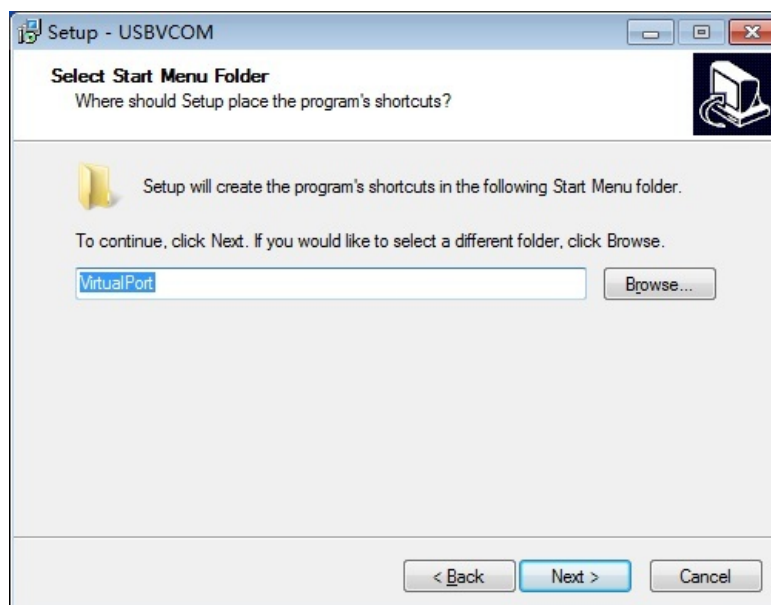 Setup - USBVCOM
Select Start Menu Folder
Where should Setup place the program's shortcuts?
Setup will create the program's shortcuts in the following Start Menu folder.
To continue, click Next. If you would like to select a different folder, click Browse.
VirtualPort
Browse...
< Back
Next >
Cancel